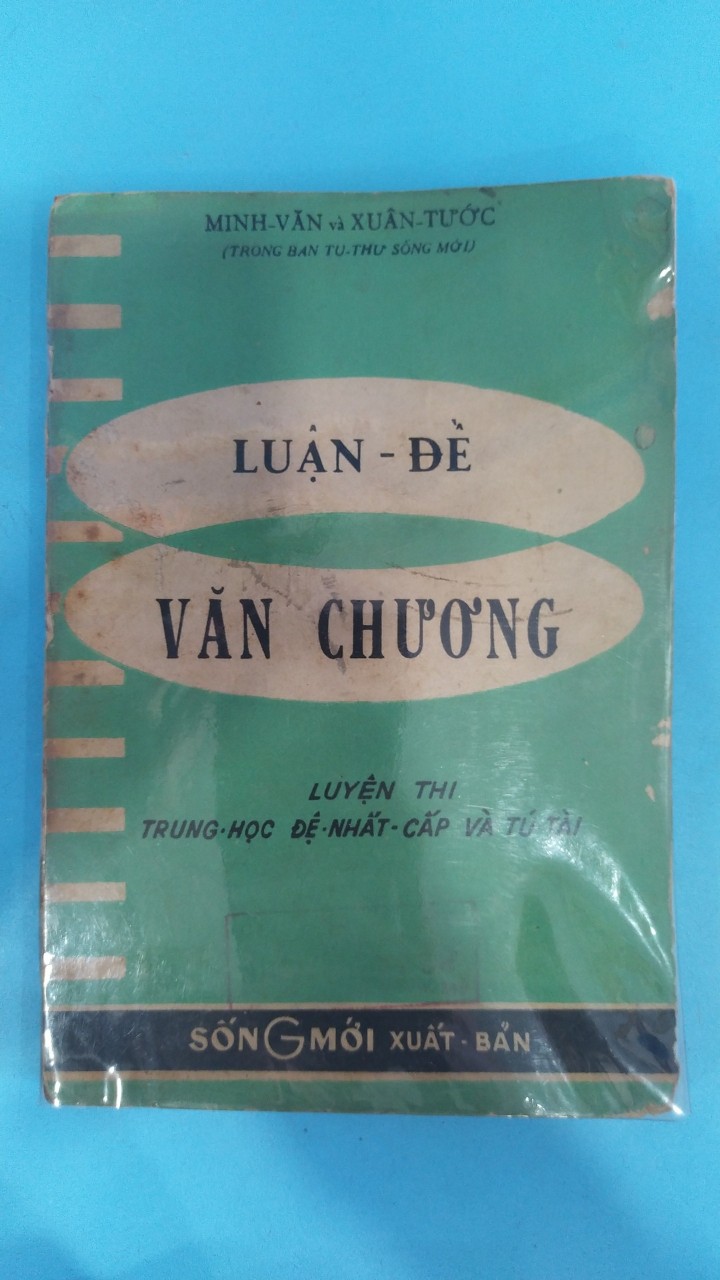 MINH-VĂN và XUÂN-TƯỚC
(TRONG BAN TU-THƯ SỐNG MỚI)
LUẬN - ĐỀ
VĂN CHƯƠNG
LUYỆN THI
TRUNG-HỌC ĐỆ-NHẤT-CẤP VÀ TÚ TÀI
SỐNG MỚI XUẤT-BẢN